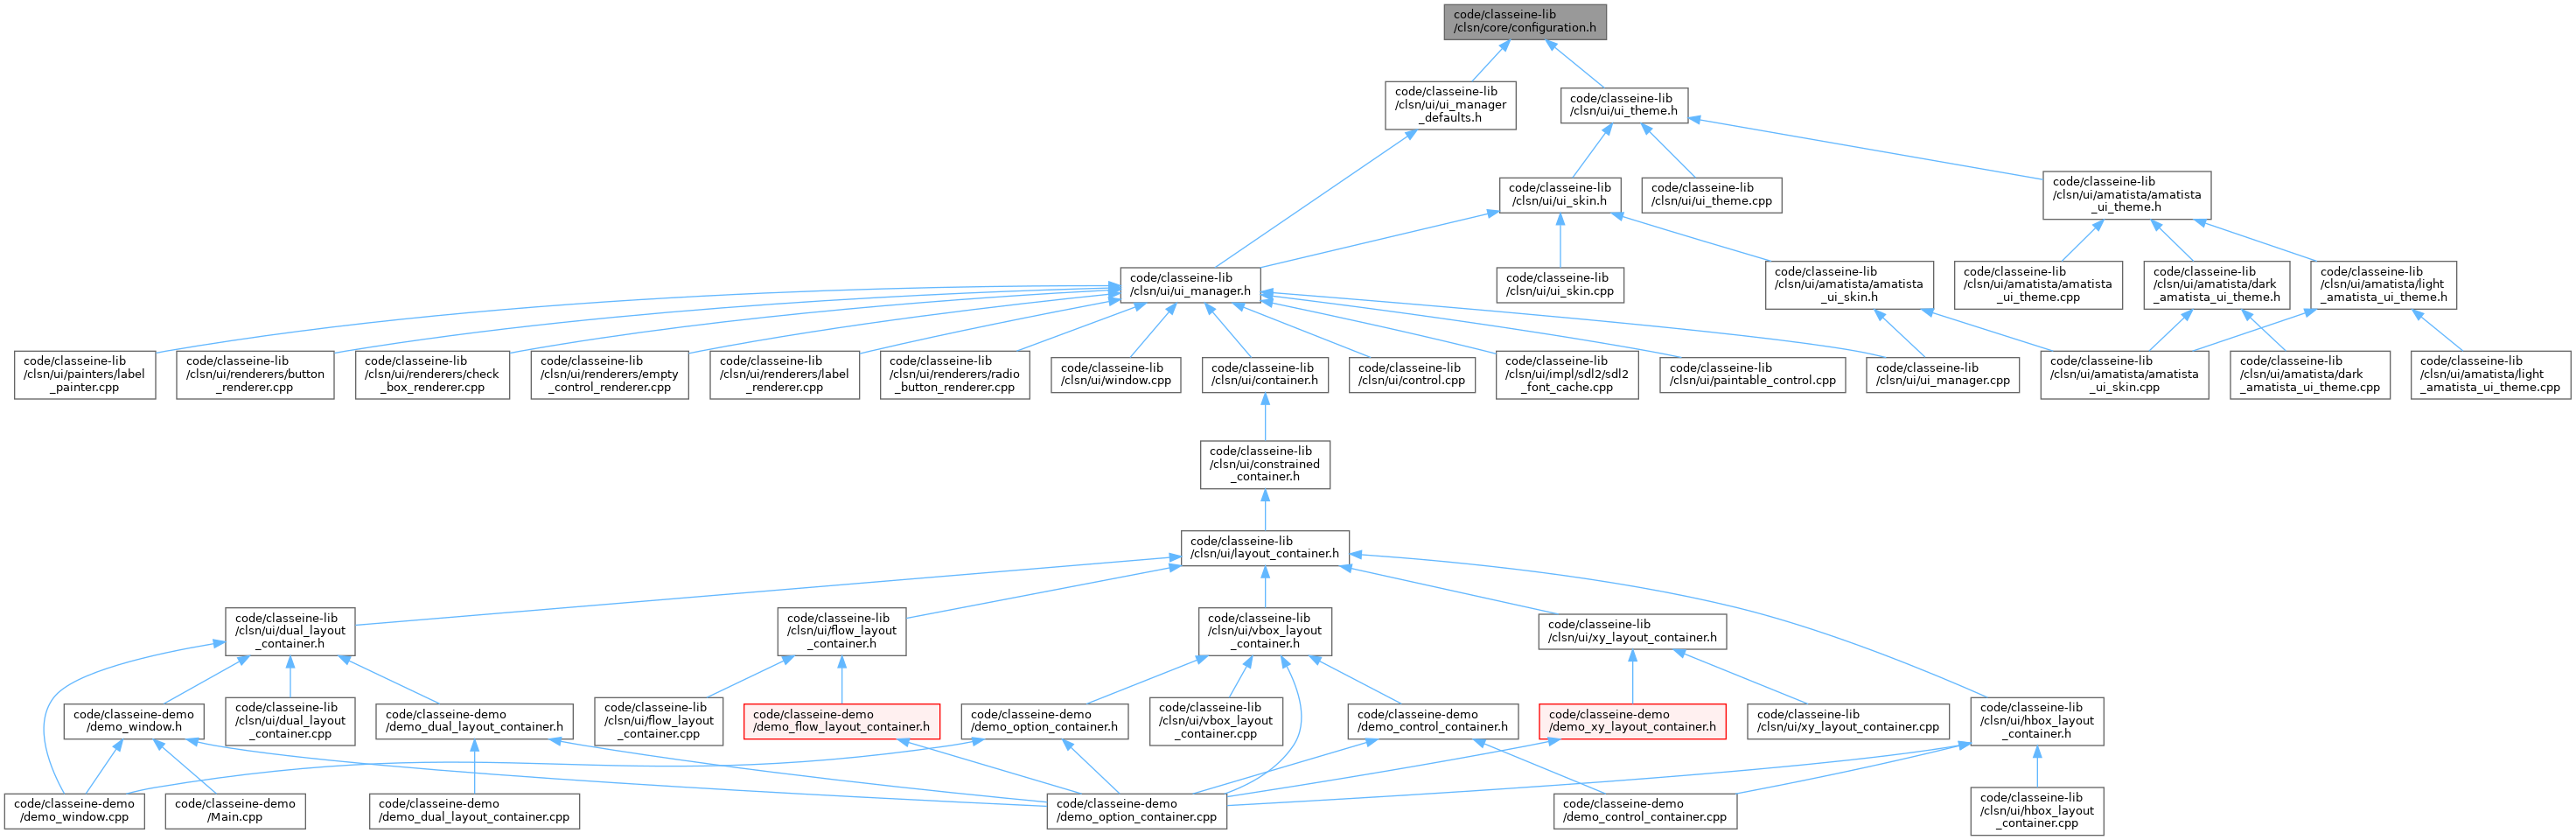 code/classeine-lib
/clsn/core/configuration.h
code/classeine-lib
/clsn/ui/ui_manager
_defaults.h
code/classeine-lib
/clsn/ui/ui_theme.h
code/classeine-lib
/clsn/ui/ui_skin.h
code/classeine-lib
/clsn/ui/ui_theme.cpp
code/classeine-lib
/clsn/ui/amatista/amatista
_ui_theme.h
code/classeine-lib
/clsn/ui/ui_manager.h
code/classeine-lib
/clsn/ui/ui_skin.cpp
code/classeine-lib
/clsn/ui/amatista/amatista
_ui_skin.h
code/classeine-lib
/clsn/ui/amatista/amatista
_ui_theme.cpp
code/classeine-lib
/clsn/ui/amatista/dark
_amatista_ui_theme.h
code/classeine-lib
/clsn/ui/amatista/light
_amatista_ui_theme.h
code/classeine-lib
/clsn/ui/painters/label
_painter.cpp
code/classeine-lib
/clsn/ui/renderers/button
_renderer.cpp
code/classeine-lib
/clsn/ui/renderers/check
_box_renderer.cpp
code/classeine-lib
/clsn/ui/renderers/empty
_control_renderer.cpp
code/classeine-lib
/clsn/ui/renderers/label
_renderer.cpp
code/classeine-lib
/clsn/ui/renderers/radio
_button_renderer.cpp
code/classeine-lib
/clsn/ui/window.cpp
code/classeine-lib
/clsn/ui/container.h
code/classeine-lib
/clsn/ui/control.cpp
code/classeine-lib
/clsn/ui/impl/sdl2/sdl2
_font_cache.cpp
code/classeine-lib
/clsn/ui/paintable_control.cpp
code/classeine-lib
/clsn/ui/ui_manager.cpp
code/classeine-lib
/clsn/ui/amatista/amatista
_ui_skin.cpp
code/classeine-lib
/clsn/ui/amatista/dark
_amatista_ui_theme.cpp
code/classeine-lib
/clsn/ui/amatista/light
_amatista_ui_theme.cpp
code/classeine-lib
/clsn/ui/constrained
_container.h
code/classeine-lib
/clsn/ui/layout_container.h
code/classeine-lib
/clsn/ui/dual_layout
_container.h
code/classeine-lib
/clsn/ui/flow_layout
_container.h
code/classeine-lib
/clsn/ui/vbox_layout
_container.h
code/classeine-lib
/clsn/ui/xy_layout_container.h
code/classeine-demo
/demo_window.h
code/classeine-lib
/clsn/ui/dual_layout
_container.cpp
code/classeine-demo
/demo_dual_layout_container.h
code/classeine-lib
/clsn/ui/flow_layout
_container.cpp
code/classeine-demo
/demo_flow_layout_container.h
code/classeine-demo
/demo_option_container.h
code/classeine-lib
/clsn/ui/vbox_layout
_container.cpp
code/classeine-demo
/demo_control_container.h
code/classeine-demo
/demo_xy_layout_container.h
code/classeine-lib
/clsn/ui/xy_layout_container.cpp
code/classeine-lib
/clsn/ui/hbox_layout
_container.h
code/classeine-demo
/demo_window.cpp
code/classeine-demo
/Main.cpp
code/classeine-demo
/demo_dual_layout_container.cpp
code/classeine-demo
/demo_option_container.cpp
code/classeine-demo
/demo_control_container.cpp
code/classeine-lib
/clsn/ui/hbox_layout
_container.cpp